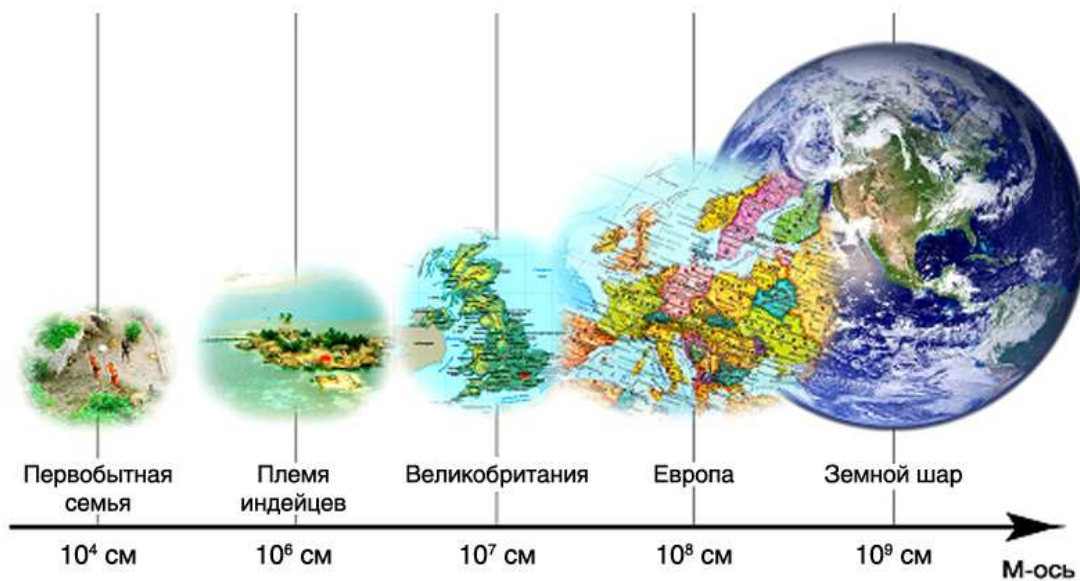 Первобытная
семья
Племя
индейцев
Великобритания
Европа
Земной шар
10⁴ см
10⁶ см
10⁷ см
10⁸ см
10⁹ см
М-ось